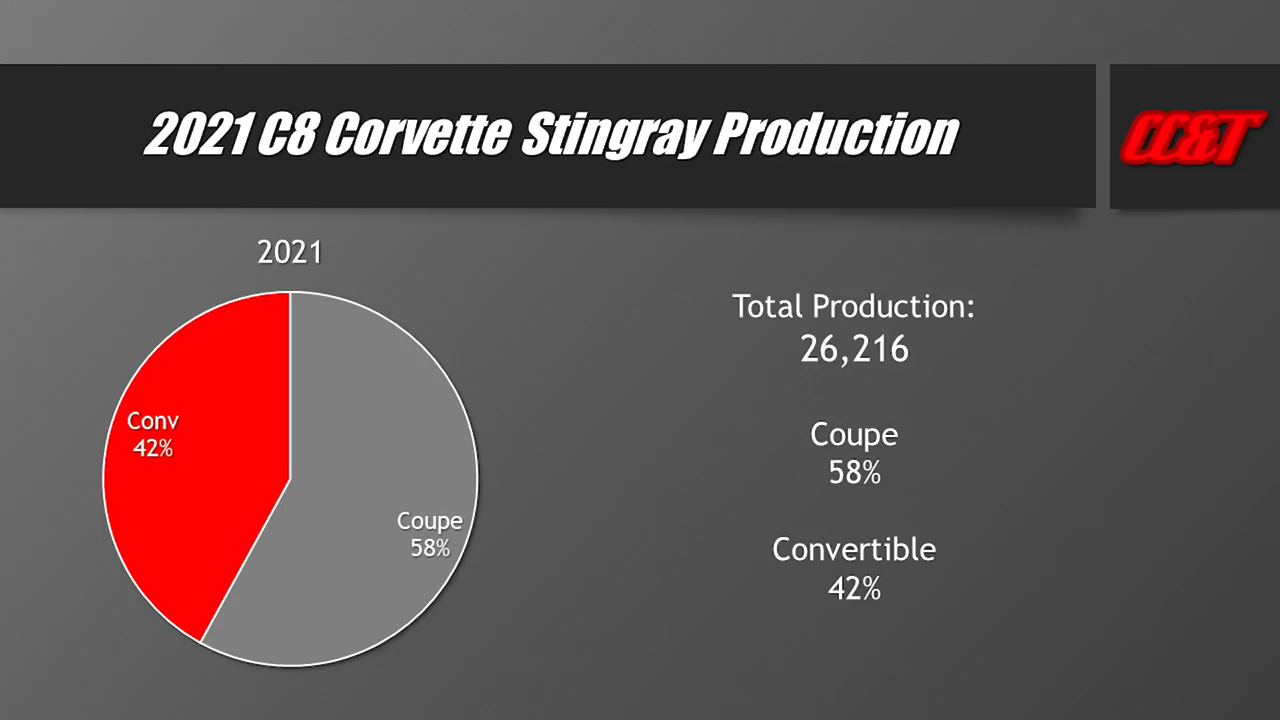 2021 C8 Corvette Stingray Production
CC&T
2021
Conv
42%
Coupe
58%
Total Production:
26,216
Coupe
58%
Convertible
42%